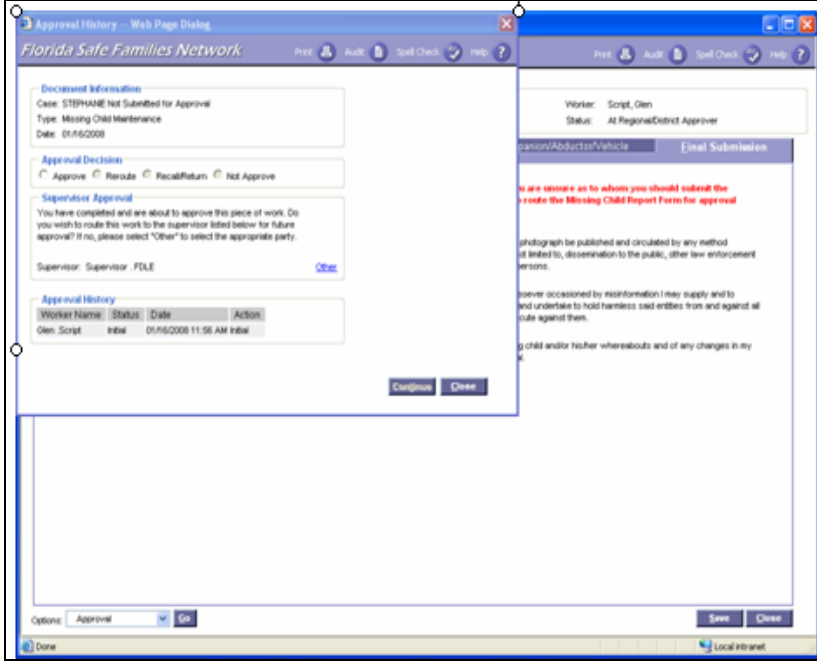 Approval History -- Web Page Dialog
Florida Safe Families Network
Print Audit Spell Check Help
Print Audit Spell Check Help
Document Information
Case: STEPHANIE Not Submitted for Approval
Type: Missing Child Maintenance
Date: 01/16/2008
Worker: Script, Glen
Status: At Regional/District Approver
panion/Abductor/Vehicle Final Submission
Approval Decision
Approve Reroute Recall/Return Not Approve
Supervisor Approval
You have completed and are about to approve this piece of work. Do
you wish to route this work to the supervisor listed below for future
approval? If no, please select "Other" to select the appropriate party.
Supervisor: Supervisor .FDLE Other
Approval History
Worker Name Status Date Action
Glen .Script Initial 01/16/2008 11:56 AM Initial
Continue Close
u are unsure as to whom you should submit the
route the Missing Child Report Form for approval
photograph be published and circulated by any method
ot limited to, dissemination to the public, other law enforcement
ersons.
soever occasioned by misinformation I may supply and to
and undertake to hold harmless said entities from and against all
cute against them.
g child and/or his/her whereabouts and of any changes in my
Options: Approval Go
Save Close
Done
Local intranet